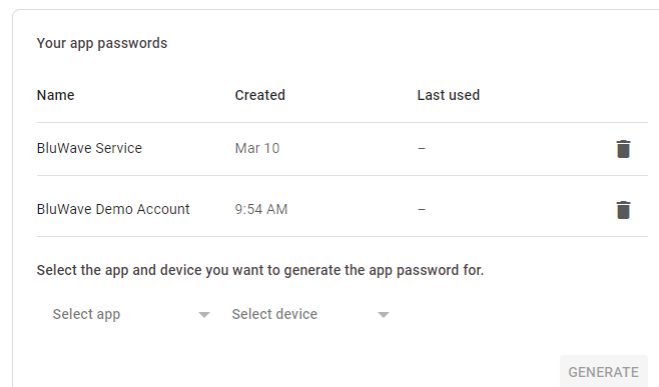 Your app passwords
Name Created Last used
BluWave Service Mar 10 –
BluWave Demo Account 9:54 AM –
Select the app and device you want to generate the app password for.
Select app Select device
GENERATE